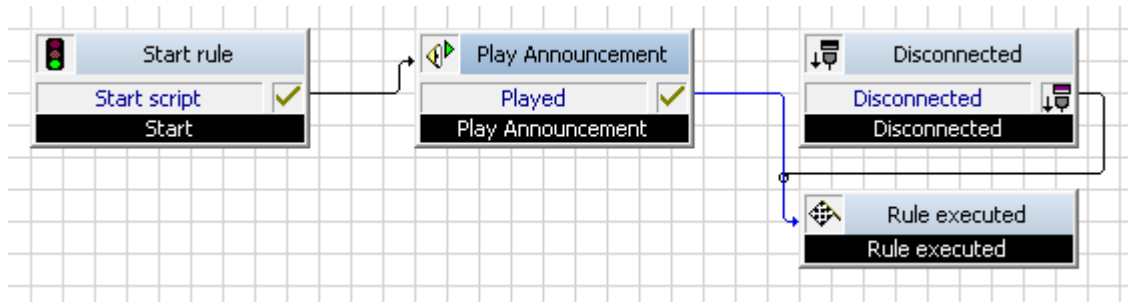 Start rule
Start script
Start
Play Announcement
Played
Play Announcement
Disconnected
Disconnected
Disconnected
Rule executed
Rule executed